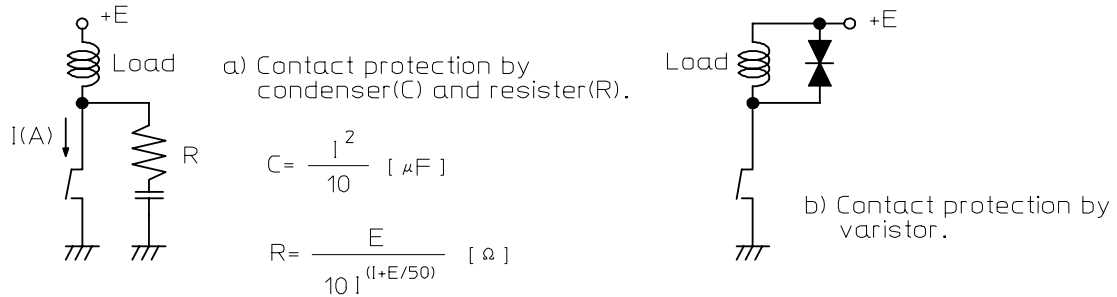 +E
Load
I(A)
R
a) Contact protection by
condenser(C) and resister(R).
C= I² / 10 [ μF ]
R= E / 10 I^(I+E/50) [ Ω ]
+E
Load
b) Contact protection by
varistor.